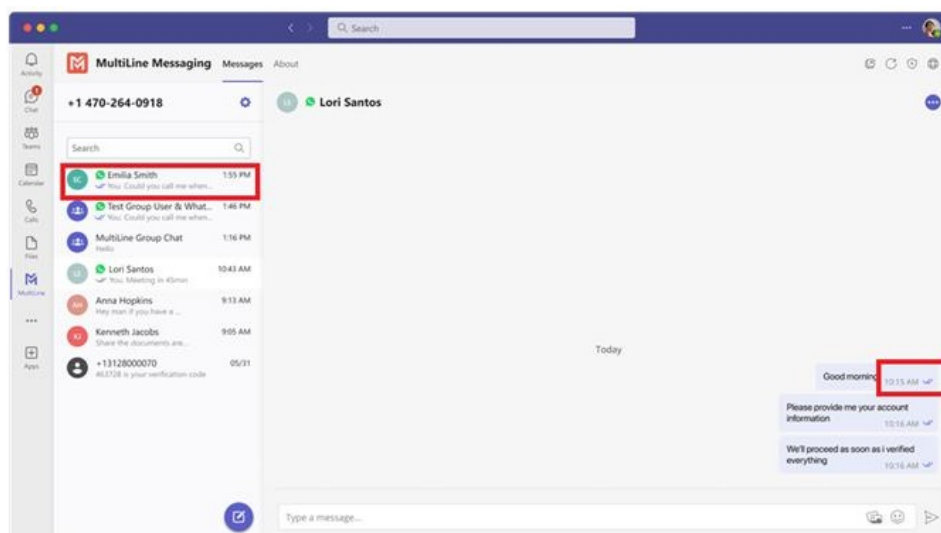 Search
Activity
Chat
Teams
Calendar
Calls
Files
MultiLine
Apps
MultiLine Messaging Messages About
+1 470-264-0918
Search
EC Emilia Smith 1:55 PM
You: Could you call me when...
Test Group User & What... 1:46 PM
You: Could you call me when...
MultiLine Group Chat 1:16 PM
Hello
Lori Santos 10:43 AM
You: Meeting in 45min
AH Anna Hopkins 9:13 AM
Hey man if you have a ...
KJ Kenneth Jacobs 9:05 AM
Share the documents are...
+13128000070 05/31
463728 is your verification code
Lori Santos
Today
Good morning 10:15 AM
Please provide me your account
information 10:16 AM
We'll proceed as soon as i verified
everything 10:16 AM
Type a message...